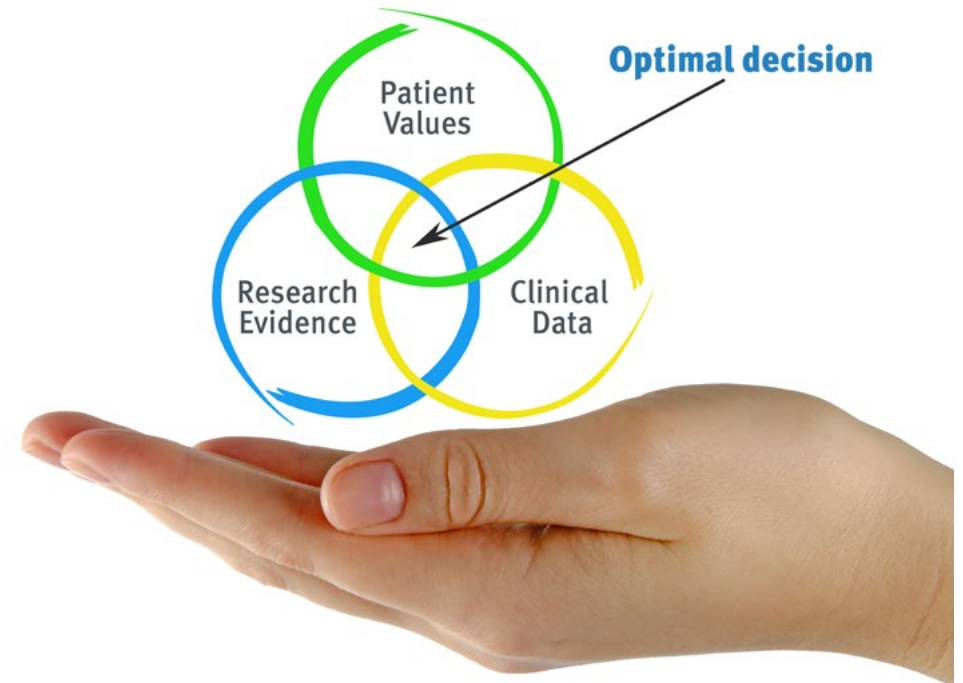 Optimal decision
Patient
Values
Research
Evidence
Clinical
Data